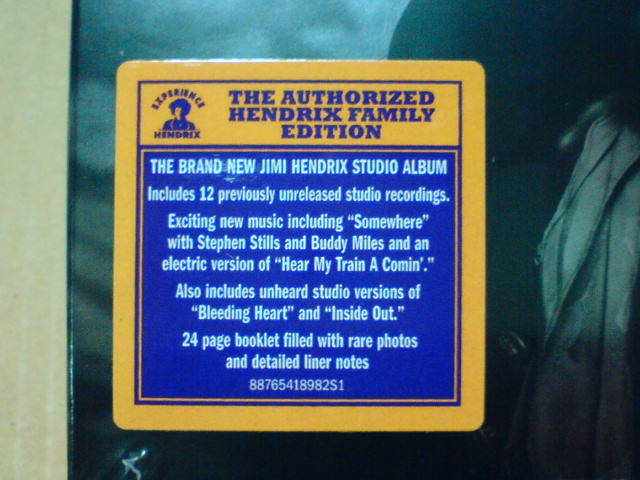 EXPERIENCE
HENDRIX
THE AUTHORIZED
HENDRIX FAMILY
EDITION
THE BRAND NEW JIMI HENDRIX STUDIO ALBUM
Includes 12 previously unreleased studio recordings.
Exciting new music including “Somewhere”
with Stephen Stills and Buddy Miles and an
electric version of “Hear My Train A Comin’.”
Also includes unheard studio versions of
“Bleeding Heart” and “Inside Out.”
24 page booklet filled with rare photos
and detailed liner notes
88765418982S1